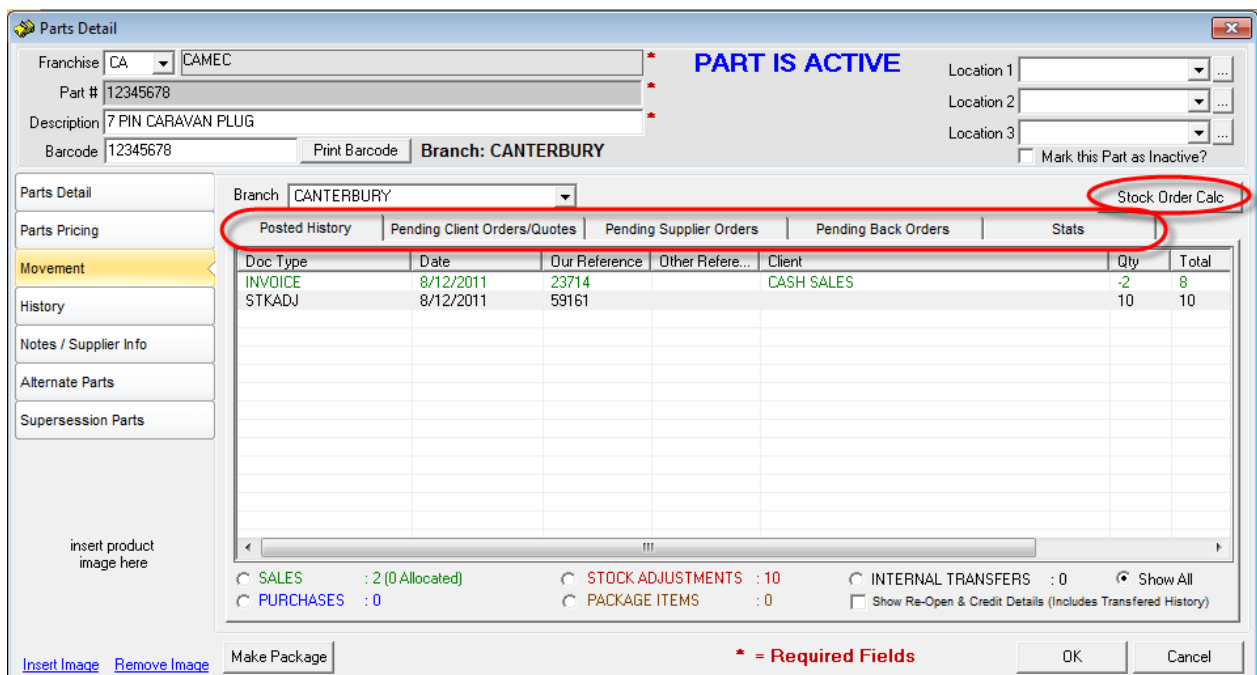 Parts Detail
Franchise CA CAMEC * PART IS ACTIVE Location 1 ...
Part # 12345678 * Location 2 ...
Description 7 PIN CARAVAN PLUG * Location 3 ...
Barcode 12345678 Print Barcode Branch: CANTERBURY Mark this Part as Inactive?
Parts Detail
Parts Pricing
Movement
History
Notes / Supplier Info
Alternate Parts
Supersession Parts
Branch CANTERBURY Stock Order Calc
Posted History Pending Client Orders/Quotes Pending Supplier Orders Pending Back Orders Stats
Doc Type Date Our Reference Other Refere... Client Qty Total
INVOICE 8/12/2011 23714 CASH SALES -2 8
STKADJ 8/12/2011 59161 10 10
insert product
image here
SALES : 2 (0 Allocated) STOCK ADJUSTMENTS : 10 INTERNAL TRANSFERS : 0 Show All
PURCHASES : 0 PACKAGE ITEMS : 0 Show Re-Open & Credit Details (Includes Transfered History)
Insert Image Remove Image Make Package * = Required Fields OK Cancel